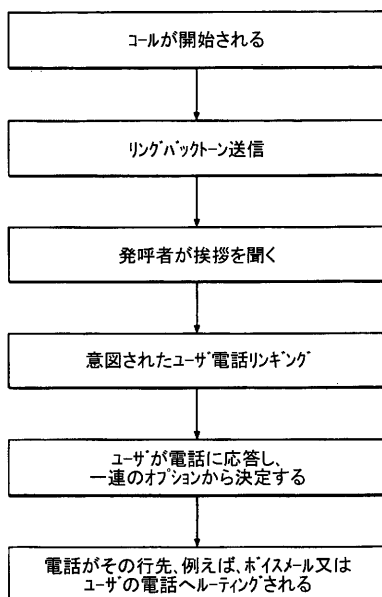 コールが開始される
リングバックトーン送信
発呼者が挨拶を聞く
意図されたユーザ電話リンギング
ユーザが電話に応答し、
一連のオプションから決定する
電話がその行先、例えば、ボイスメール又は
ユーザの電話へルーティングされる